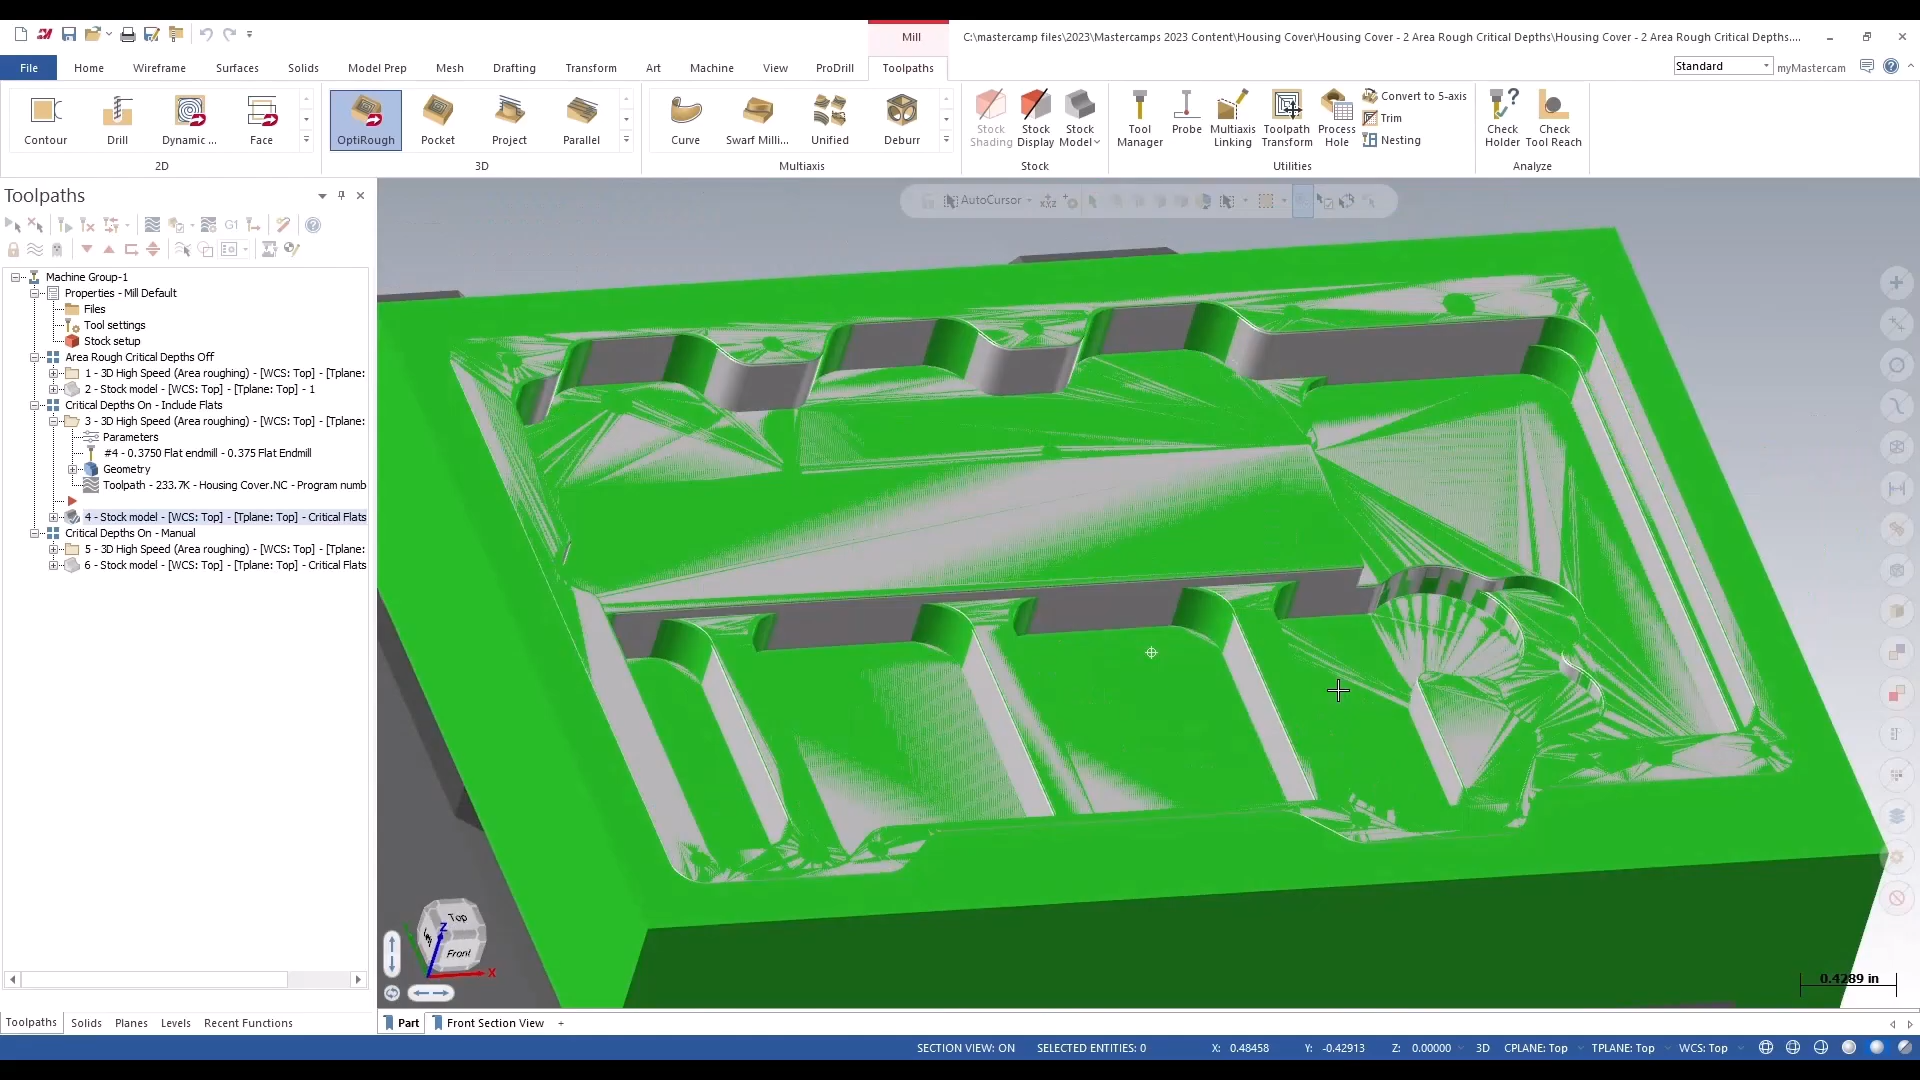 Mill
C:\mastercamp files\2023\Mastercamps 2023 Content\Housing Cover\Housing Cover - 2 Area Rough Critical Depths\Housing Cover - 2 Area Rough Critical Depths....
File Home Wireframe Surfaces Solids Model Prep Mesh Drafting Transform Art Machine View ProDrill Toolpaths
Standard
myMastercam
Contour Drill Dynamic ... Face
2D
OptiRough Pocket Project Parallel
3D
Curve Swarf Milli... Unified Deburr
Multiaxis
Stock Shading
Stock Display
Stock Model
Stock
Tool Manager
Probe
Multiaxis Linking
Toolpath Transform
Process Hole
Convert to 5-axis
Trim
Nesting
Utilities
Check Holder
Check Tool Reach
Analyze
Toolpaths
G1
AutoCursor
Machine Group-1
Properties - Mill Default
Files
Tool settings
Stock setup
Area Rough Critical Depths Off
1 - 3D High Speed (Area roughing) - [WCS: Top] - [Tplane:
2 - Stock model - [WCS: Top] - [Tplane: Top] - 1
Critical Depths On - Include Flats
3 - 3D High Speed (Area roughing) - [WCS: Top] - [Tplane:
Parameters
#4 - 0.3750 Flat endmill - 0.375 Flat Endmill
Geometry
Toolpath - 233.7K - Housing Cover.NC - Program numb
4 - Stock model - [WCS: Top] - [Tplane: Top] - Critical Flats
Critical Depths On - Manual
5 - 3D High Speed (Area roughing) - [WCS: Top] - [Tplane:
6 - Stock model - [WCS: Top] - [Tplane: Top] - Critical Flats
Top
Front
Z
X
0.4289 in
Toolpaths Solids Planes Levels Recent Functions
Part Front Section View +
SECTION VIEW: ON SELECTED ENTITIES: 0 X: 0.48458 Y: -0.42913 Z: 0.00000 3D CPLANE: Top TPLANE: Top WCS: Top